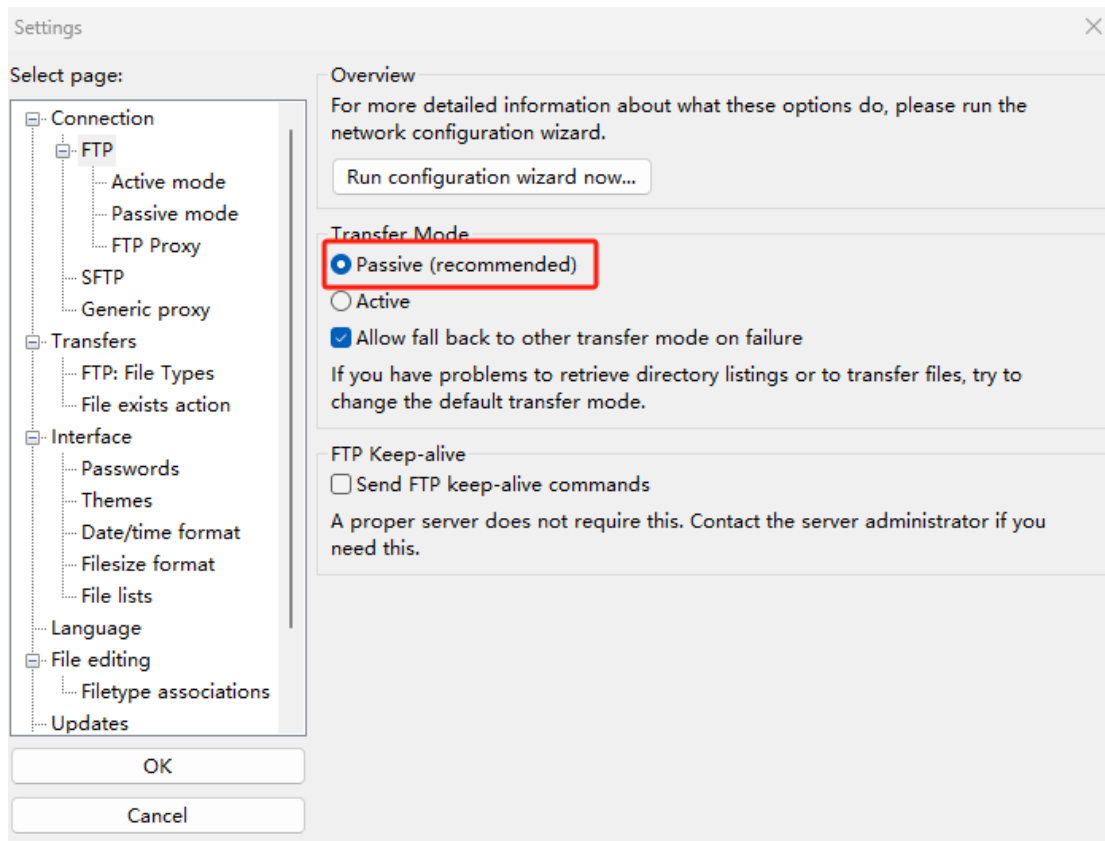 Settings
Select page:
Connection
FTP
Active mode
Passive mode
FTP Proxy
SFTP
Generic proxy
Transfers
FTP: File Types
File exists action
Interface
Passwords
Themes
Date/time format
Filesize format
File lists
Language
File editing
Filetype associations
Updates
OK
Cancel
Overview
For more detailed information about what these options do, please run the
network configuration wizard.
Run configuration wizard now...
Transfer Mode
Passive (recommended)
Active
Allow fall back to other transfer mode on failure
If you have problems to retrieve directory listings or to transfer files, try to
change the default transfer mode.
FTP Keep-alive
Send FTP keep-alive commands
A proper server does not require this. Contact the server administrator if you
need this.